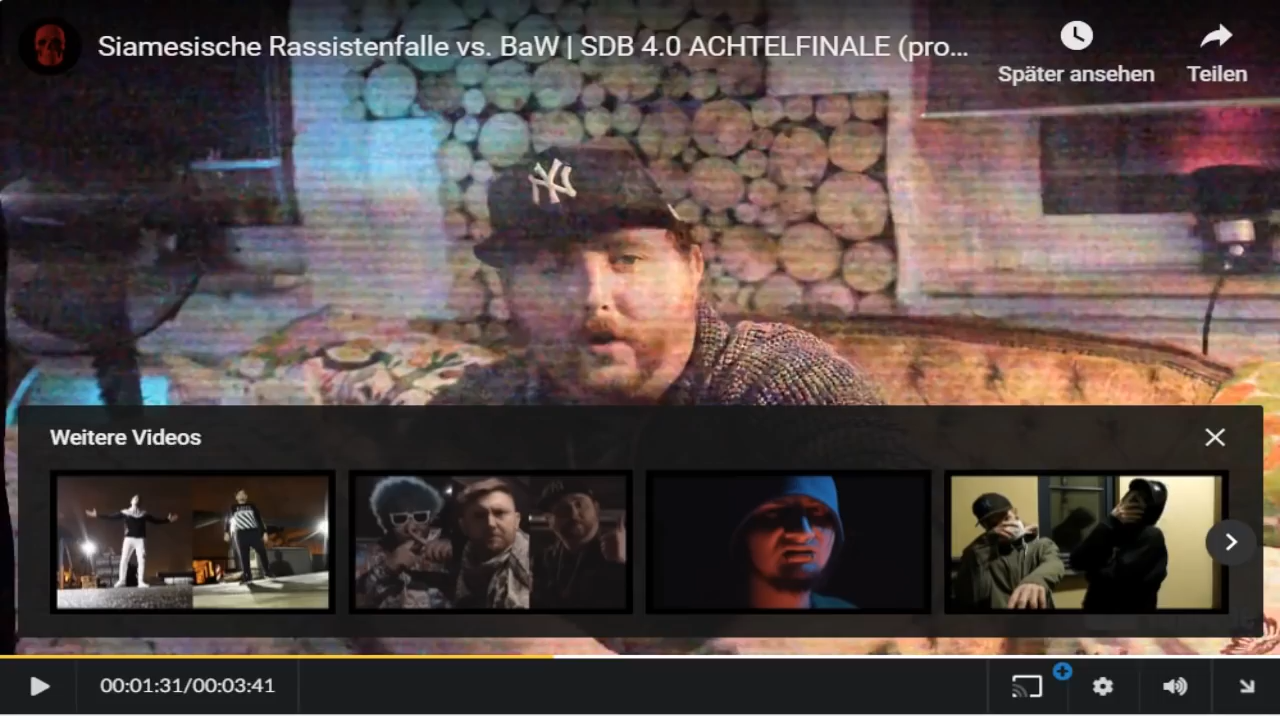 Siamesische Rassistenfalle vs. BaW | SDB 4.0 ACHTELFINALE (pro...
Später ansehen
Teilen
NY
Weitere Videos
00:01:31/00:03:41